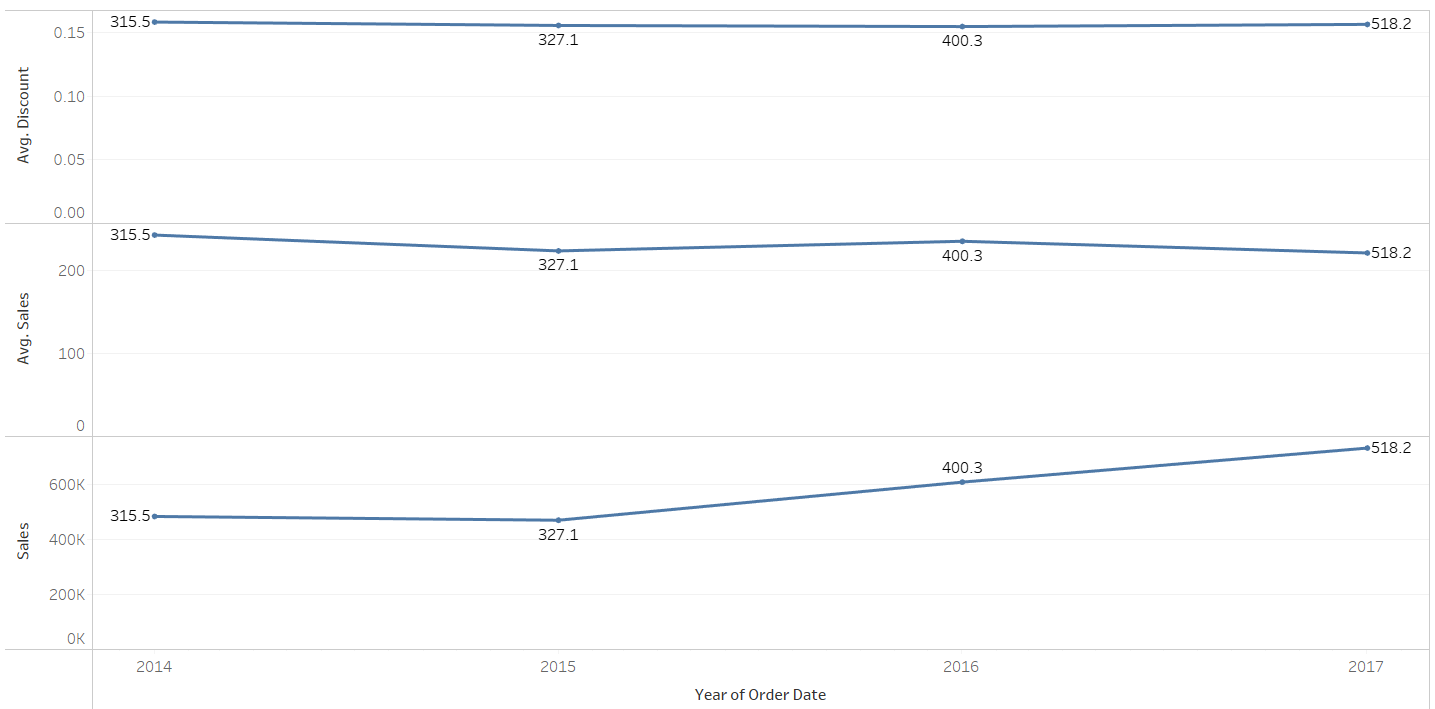 Avg. Discount
0.15
0.10
0.05
0.00
315.5
327.1
400.3
518.2
Avg. Sales
200
100
0
315.5
327.1
400.3
518.2
Sales
600K
400K
200K
0K
315.5
327.1
400.3
518.2
2014 2015 2016 2017
Year of Order Date